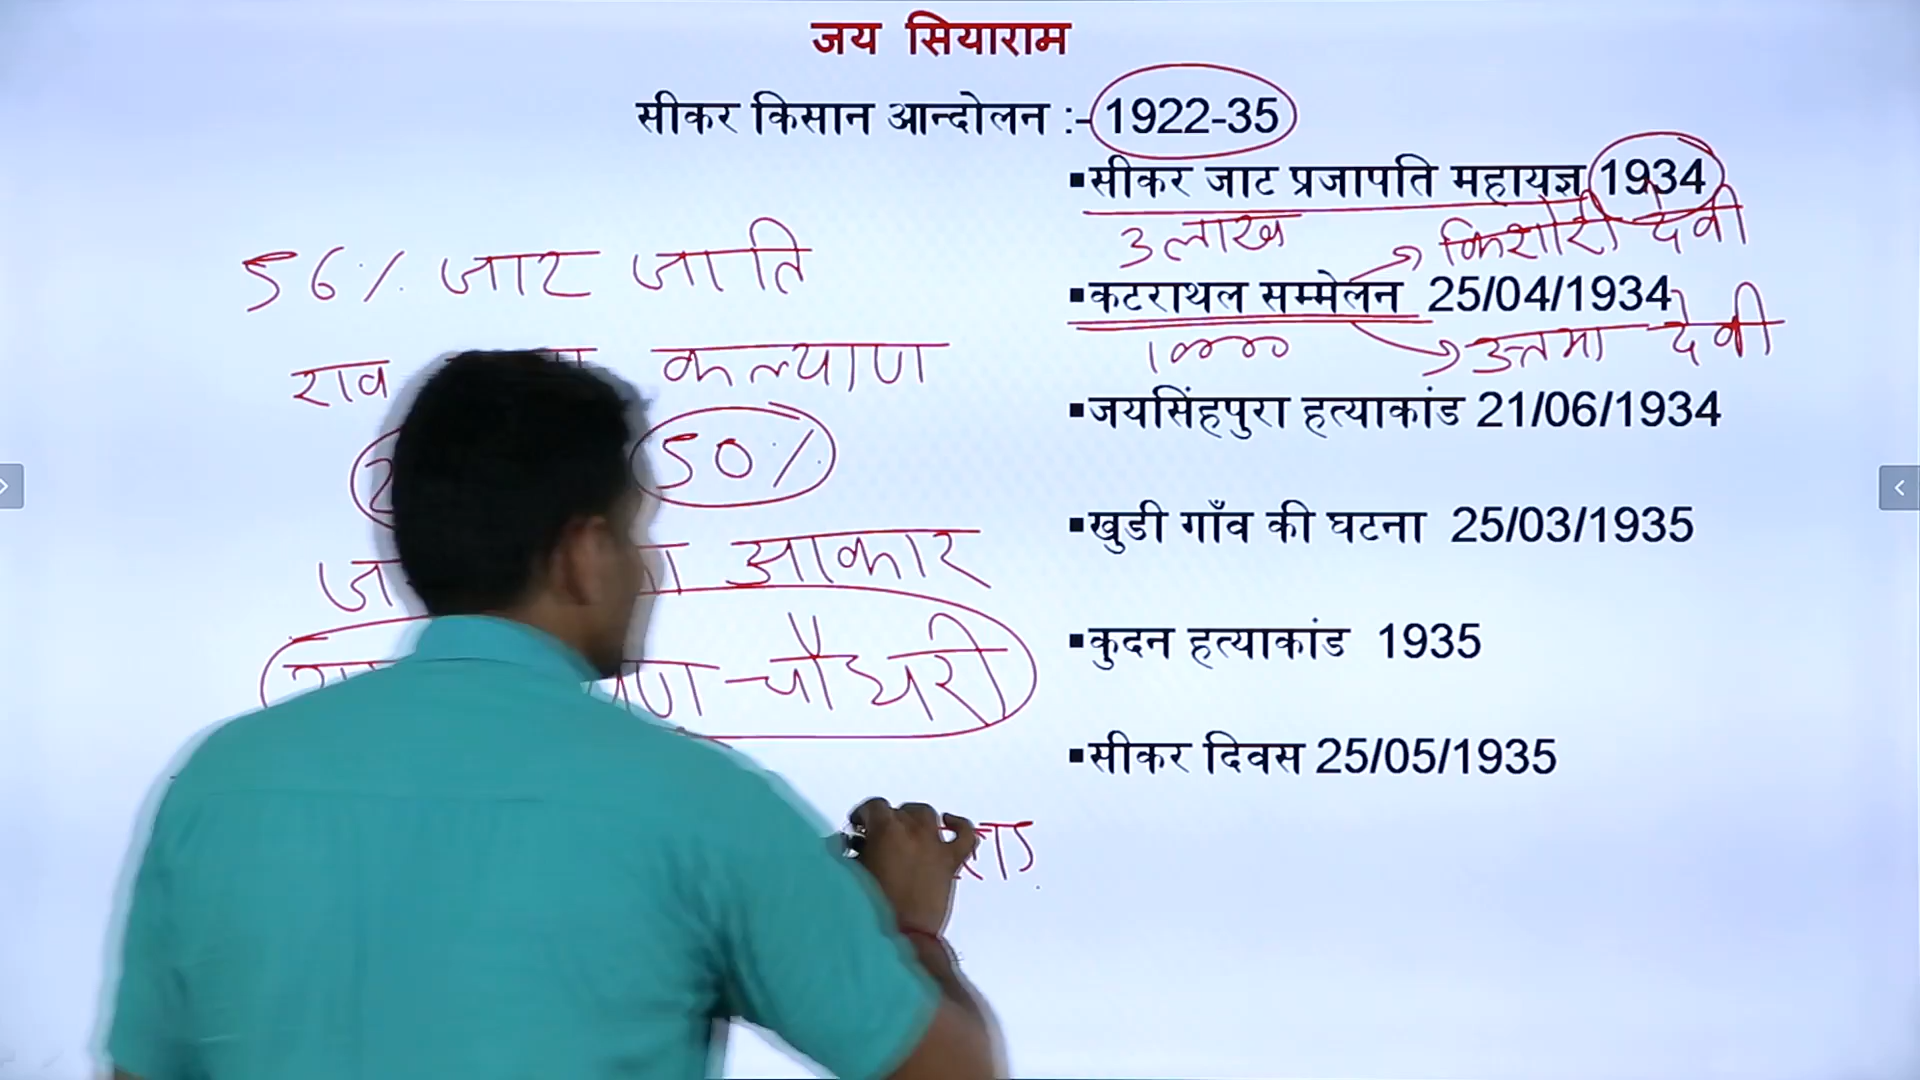 जय सियाराम
सीकर किसान आन्दोलन :- 1922-35
▪सीकर जाट प्रजापति महायज्ञ 1934
3 लाख
किशोरी देवी
▪कटराथल सम्मेलन 25/04/1934
उत्तमा देवी
▪जयसिंहपुरा हत्याकांड 21/06/1934
▪खुडी गाँव की घटना 25/03/1935
▪कुदन हत्याकांड 1935
▪सीकर दिवस 25/05/1935
56% जाट जाति
राव कल्याण
50%
आकार
चौधरी